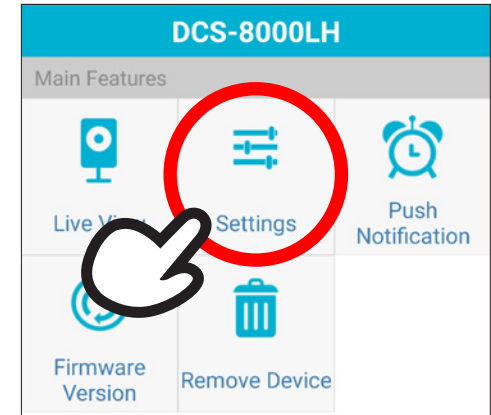 DCS-8000LH
Main Features
Live View
Settings
Push
Notification
Firmware
Version
Remove Device